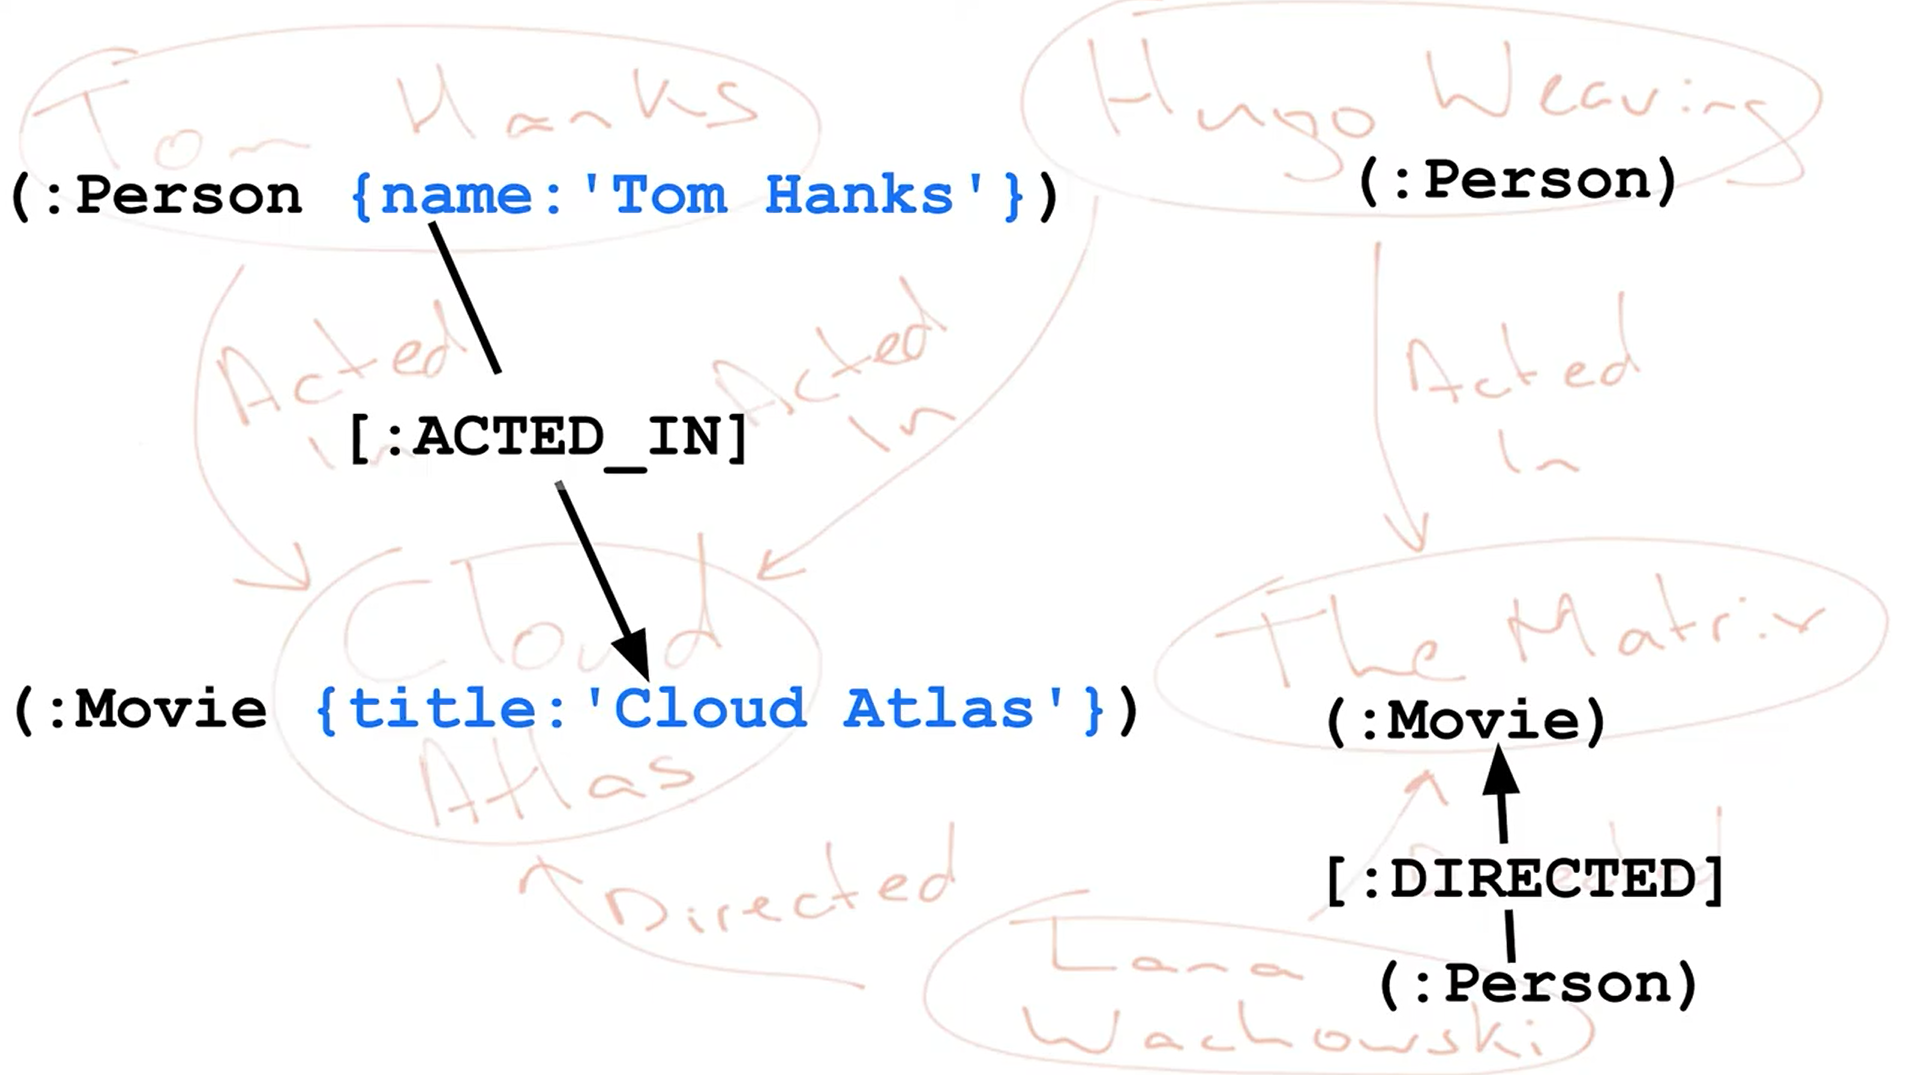 Tom Hanks
Hugo Weaving
(:Person {name:'Tom Hanks'})
(:Person)
Acted
In
Acted
In
Acted
In
[:ACTED_IN]
Cloud
Atlas
The Matrix
(:Movie {title:'Cloud Atlas'})
(:Movie)
Directed
[:DIRECTED]
Lana
Wachowski
(:Person)